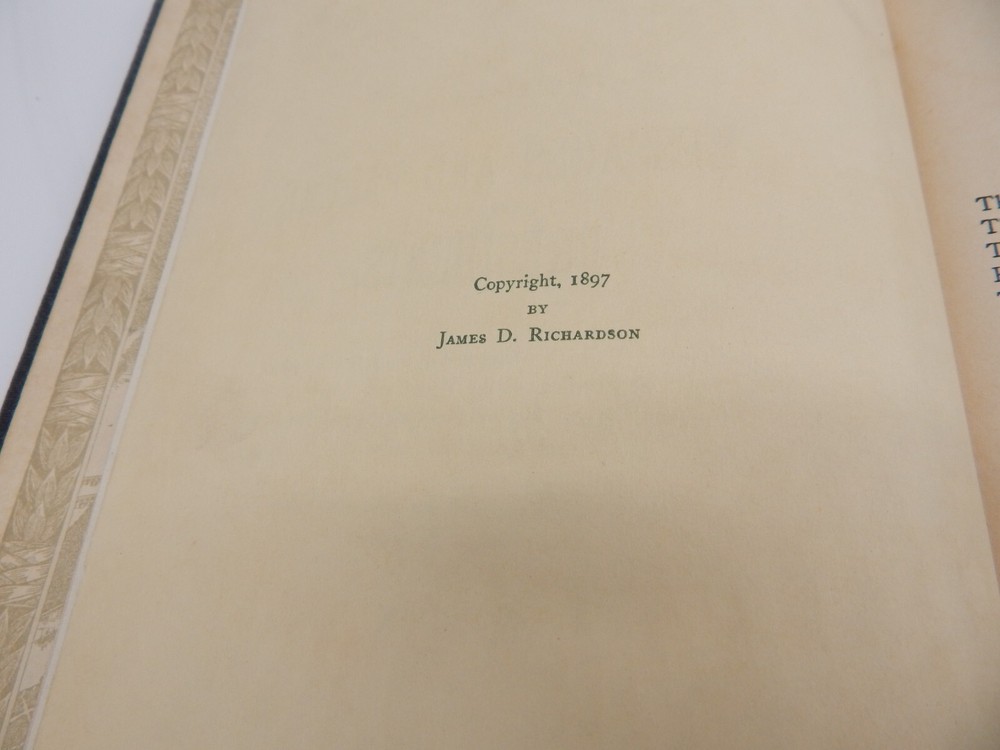 Copyright, 1897
BY
JAMES D. RICHARDSON